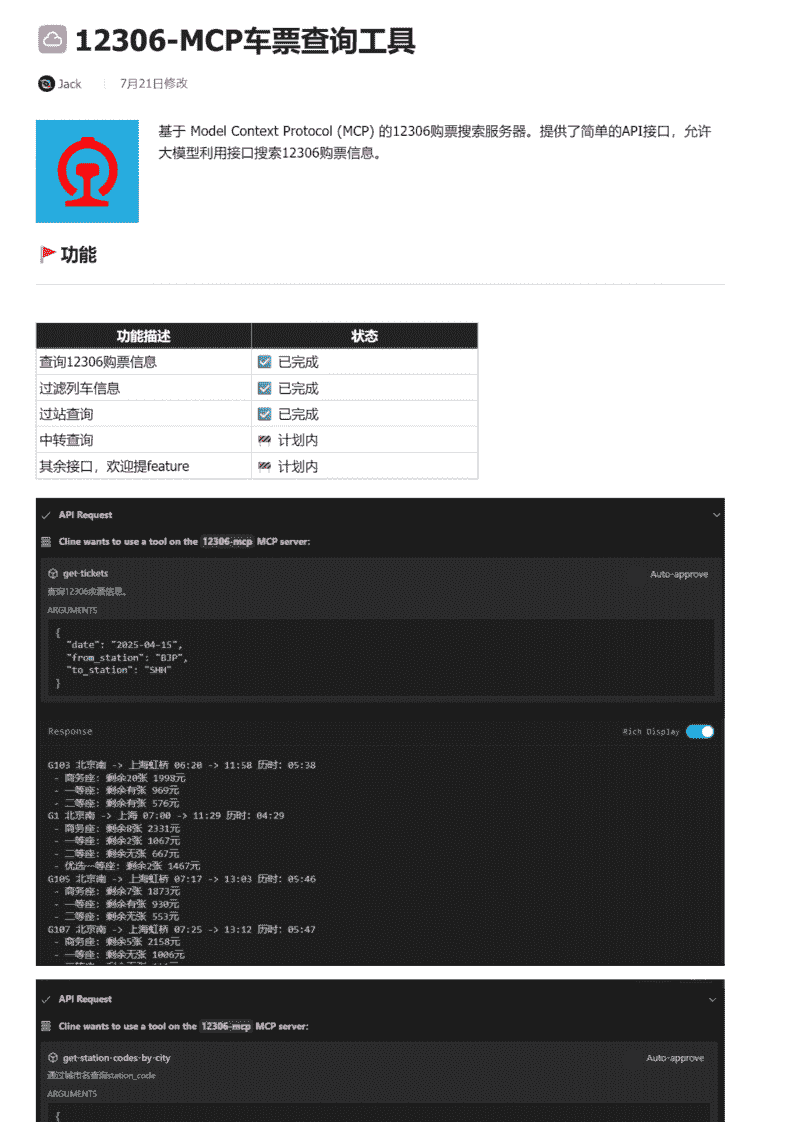 12306-MCP车票查询工具
Jack 7月21日修改
基于 Model Context Protocol (MCP) 的12306购票搜索服务器。提供了简单的API接口，允许
大模型利用接口搜索12306购票信息。
功能
功能描述 状态
查询12306购票信息 已完成
过滤列车信息 已完成
过站查询 已完成
中转查询 计划内
其余接口，欢迎提feature 计划内
API Request
Cline wants to use a tool on the 12306-mcp MCP server:
get-tickets Auto-approve
查询12306余票信息。
ARGUMENTS
{
"date": "2025-04-15",
"from_station": "BJP",
"to_station": "SHH"
}
Response Rich Display
G103 北京南 -> 上海虹桥 06:20 -> 11:58 历时：05:38
- 商务座：剩余20张 1998元
- 一等座：剩余有张 969元
- 二等座：剩余有张 576元
G1 北京南 -> 上海 07:00 -> 11:29 历时：04:29
- 商务座：剩余8张 2331元
- 一等座：剩余2张 1067元
- 二等座：剩余无张 667元
- 优选一等座：剩余2张 1467元
G105 北京南 -> 上海虹桥 07:17 -> 13:03 历时：05:46
- 商务座：剩余7张 1873元
- 一等座：剩余有张 930元
- 二等座：剩余无张 553元
G107 北京南 -> 上海虹桥 07:25 -> 13:12 历时：05:47
- 商务座：剩余5张 2158元
- 一等座：剩余无张 1006元
API Request
Cline wants to use a tool on the 12306-mcp MCP server:
get-station-codes-by-city Auto-approve
通过城市名查询station_code
ARGUMENTS
{